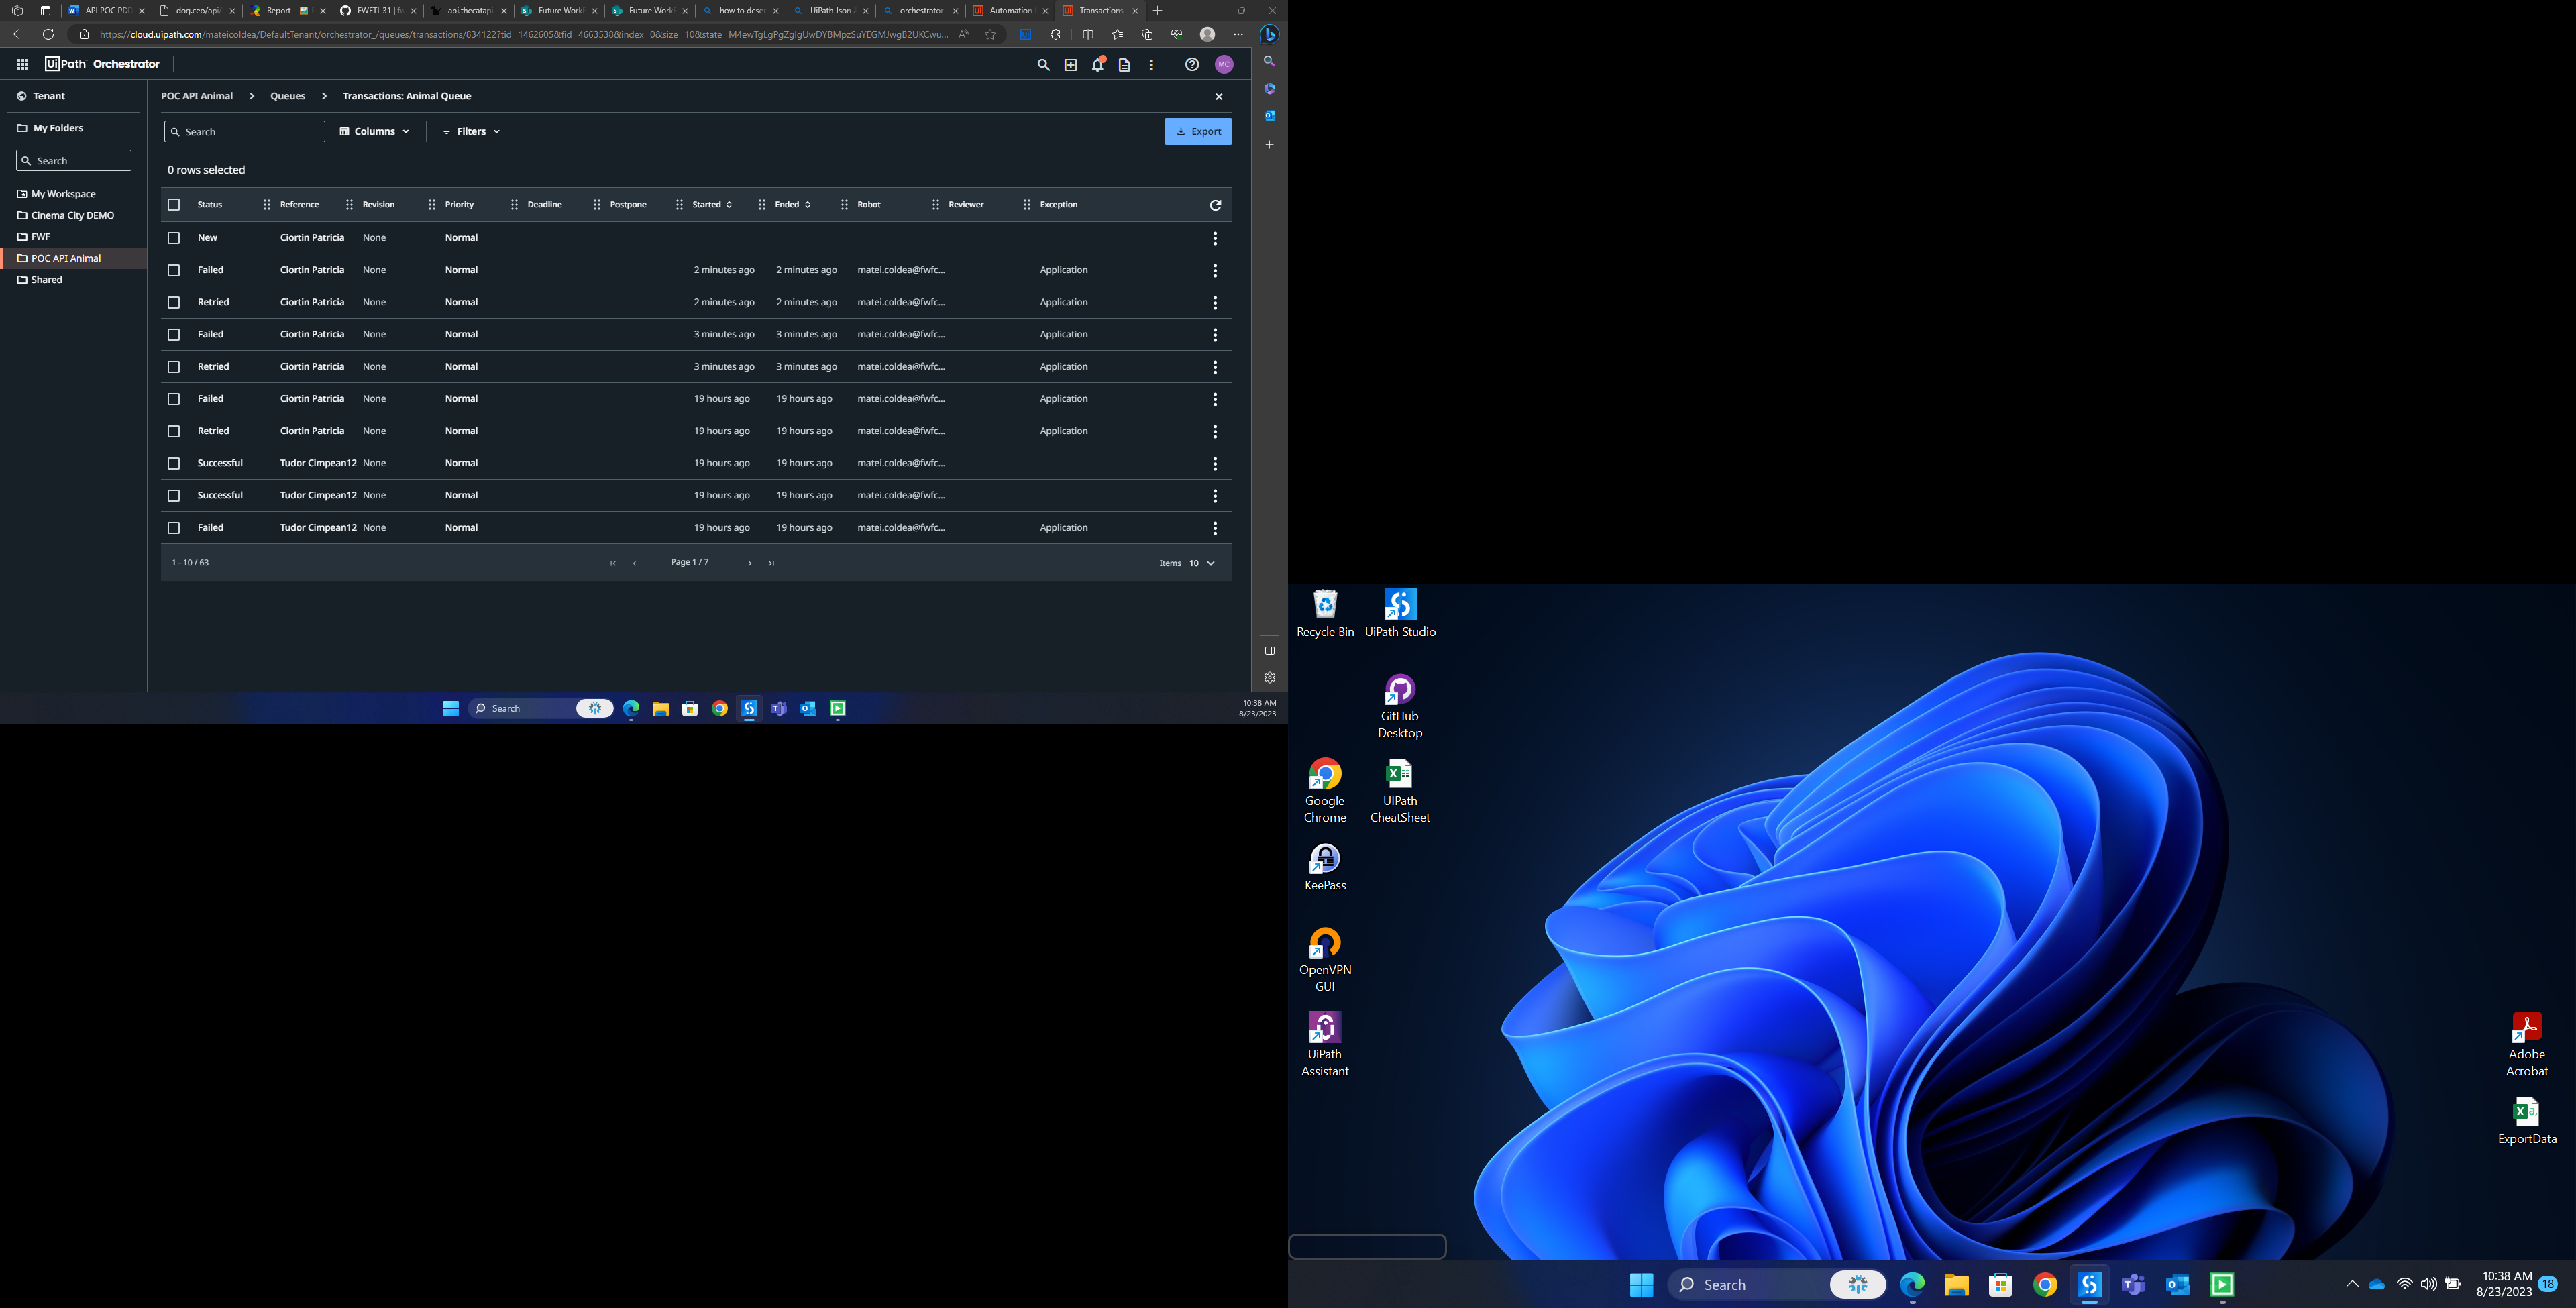 API POC PDD
dog.ceo/api/
Report -
FWFTI-31 | fw
api.thecatapi
Future Workf
Future Workf
how to deser
UiPath Json
orchestrator
Automation
Transactions
https://cloud.uipath.com/mateicoldea/DefaultTenant/orchestrator_/queues/transactions/834122?tid=1462605&fid=4663538&index=0&size=10&state=M4ewTgLgPgZglgUwDYBMpzSuYEGMJwgB2UKCwu...
UiPath Orchestrator
MC
Tenant
My Folders
Search
My Workspace
Cinema City DEMO
FWF
POC API Animal
Shared
POC API Animal > Queues > Transactions: Animal Queue
Search Columns Filters Export
0 rows selected
Status Reference Revision Priority Deadline Postpone Started Ended Robot Reviewer Exception
New Ciortin Patricia None Normal
Failed Ciortin Patricia None Normal 2 minutes ago 2 minutes ago matei.coldea@fwfc... Application
Retried Ciortin Patricia None Normal 2 minutes ago 2 minutes ago matei.coldea@fwfc... Application
Failed Ciortin Patricia None Normal 3 minutes ago 3 minutes ago matei.coldea@fwfc... Application
Retried Ciortin Patricia None Normal 3 minutes ago 3 minutes ago matei.coldea@fwfc... Application
Failed Ciortin Patricia None Normal 19 hours ago 19 hours ago matei.coldea@fwfc... Application
Retried Ciortin Patricia None Normal 19 hours ago 19 hours ago matei.coldea@fwfc... Application
Successful Tudor Cimpean12 None Normal 19 hours ago 19 hours ago matei.coldea@fwfc...
Successful Tudor Cimpean12 None Normal 19 hours ago 19 hours ago matei.coldea@fwfc...
Failed Tudor Cimpean12 None Normal 19 hours ago 19 hours ago matei.coldea@fwfc... Application
1 - 10 / 63 Page 1 / 7 Items 10
Search
10:38 AM
8/23/2023
Recycle Bin
UiPath Studio
GitHub
Desktop
Google
Chrome
UIPath
CheatSheet
KeePass
OpenVPN
GUI
UiPath
Assistant
Adobe
Acrobat
ExportData
Search
10:38 AM
8/23/2023
18